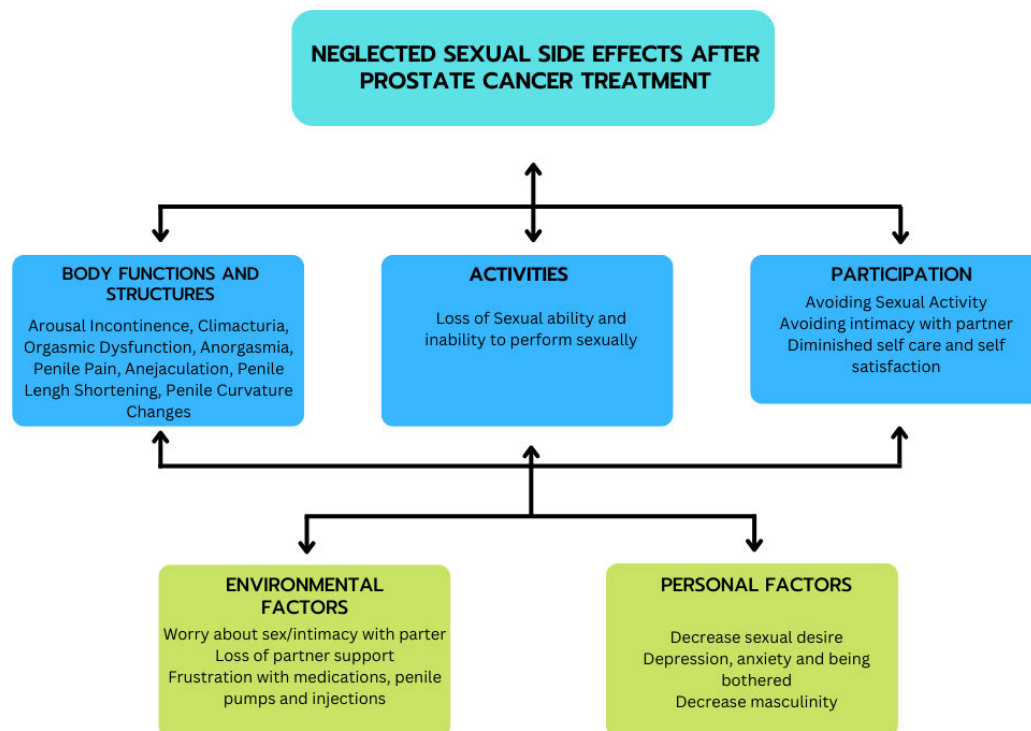 NEGLECTED SEXUAL SIDE EFFECTS AFTER
PROSTATE CANCER TREATMENT
BODY FUNCTIONS AND
STRUCTURES
Arousal Incontinence, Climacturia,
Orgasmic Dysfunction, Anorgasmia,
Penile Pain, Anejaculation, Penile
Lengh Shortening, Penile Curvature
Changes
ACTIVITIES
Loss of Sexual ability and
inability to perform sexually
PARTICIPATION
Avoiding Sexual Activity
Avoiding intimacy with partner
Diminished self care and self
satisfaction
ENVIRONMENTAL
FACTORS
Worry about sex/intimacy with parter
Loss of partner support
Frustration with medications, penile
pumps and injections
PERSONAL FACTORS
Decrease sexual desire
Depression, anxiety and being
bothered
Decrease masculinity